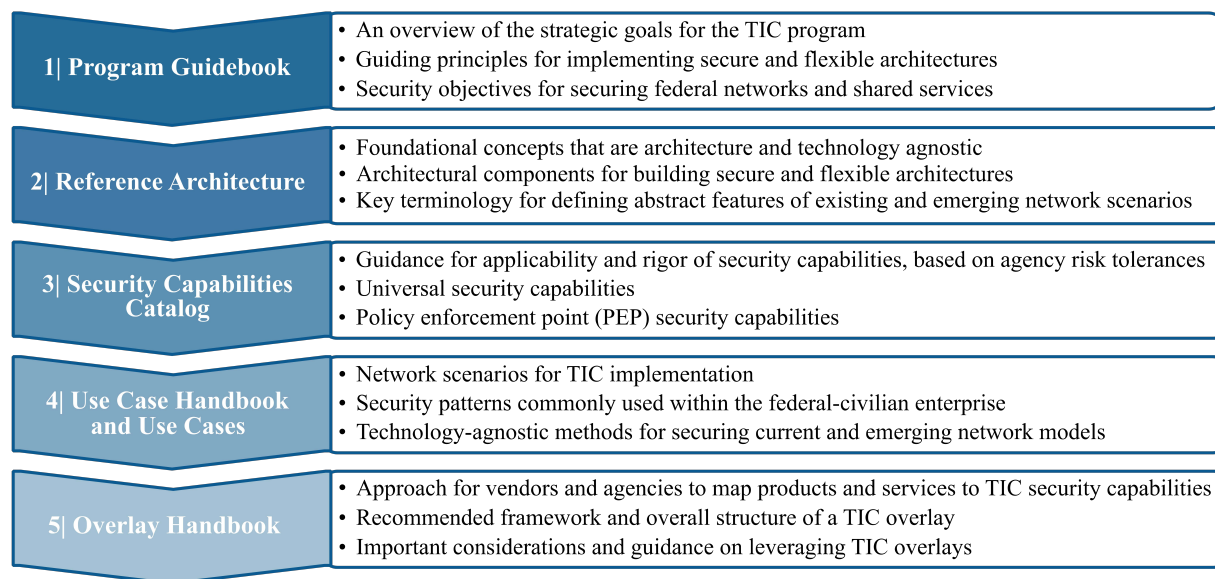 1| Program Guidebook
• An overview of the strategic goals for the TIC program
• Guiding principles for implementing secure and flexible architectures
• Security objectives for securing federal networks and shared services
2| Reference Architecture
• Foundational concepts that are architecture and technology agnostic
• Architectural components for building secure and flexible architectures
• Key terminology for defining abstract features of existing and emerging network scenarios
3| Security Capabilities
Catalog
• Guidance for applicability and rigor of security capabilities, based on agency risk tolerances
• Universal security capabilities
• Policy enforcement point (PEP) security capabilities
4| Use Case Handbook
and Use Cases
• Network scenarios for TIC implementation
• Security patterns commonly used within the federal-civilian enterprise
• Technology-agnostic methods for securing current and emerging network models
5| Overlay Handbook
• Approach for vendors and agencies to map products and services to TIC security capabilities
• Recommended framework and overall structure of a TIC overlay
• Important considerations and guidance on leveraging TIC overlays